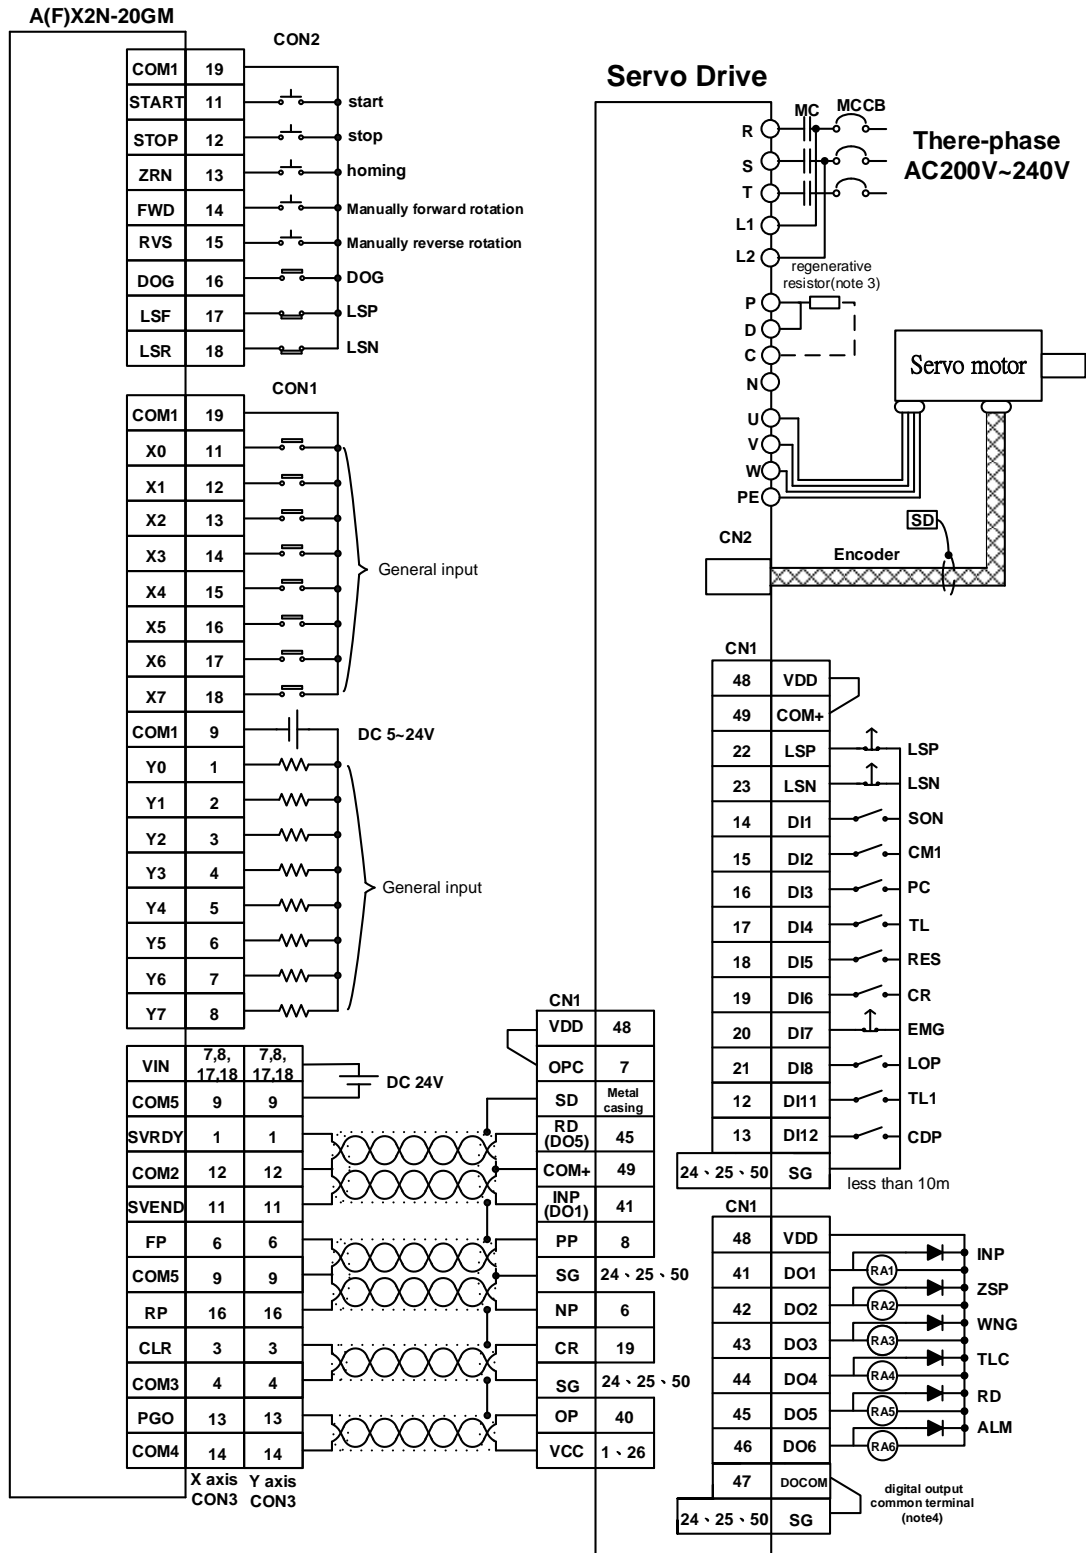 A(F)X2N-20GM
CON2
COM1 19
START 11 start
STOP 12 stop
ZRN 13 homing
FWD 14 Manually forward rotation
RVS 15 Manually reverse rotation
DOG 16 DOG
LSF 17 LSP
LSR 18 LSN
CON1
COM1 19
X0 11
X1 12
X2 13
X3 14
General input
X4 15
X5 16
X6 17
X7 18
COM1 9 DC 5~24V
Y0 1
Y1 2
Y2 3
Y3 4
General input
Y4 5
Y5 6
Y6 7
Y7 8
VIN 7,8, 7,8,
17,18 17,18
DC 24V
COM5 9 9
SVRDY 1 1
COM2 12 12
SVEND 11 11
FP 6 6
COM5 9 9
RP 16 16
CLR 3 3
COM3 4 4
PGO 13 13
COM4 14 14
X axis Y axis
CON3 CON3
CN1
VDD 48
OPC 7
SD Metal
casing
RD
(DO5) 45
COM+ 49
INP
(DO1) 41
PP 8
SG 24、25、50
NP 6
CR 19
SG 24、25、50
OP 40
VCC 1、26
Servo Drive
MC MCCB
R
S
T
There-phase
AC200V~240V
L1
L2
regenerative
resistor(note 3)
P
D
C
N
U
V
W
PE
Servo motor
SD
CN2
Encoder
CN1
48 VDD
49 COM+
22 LSP LSP
23 LSN LSN
14 DI1 SON
15 DI2 CM1
16 DI3 PC
17 DI4 TL
18 DI5 RES
19 DI6 CR
20 DI7 EMG
21 DI8 LOP
12 DI11 TL1
13 DI12 CDP
24、25、50 SG less than 10m
CN1
48 VDD
INP
41 DO1 RA1
ZSP
42 DO2 RA2
WNG
43 DO3 RA3
TLC
44 DO4 RA4
RD
45 DO5 RA5
ALM
46 DO6 RA6
47 DOCOM
digital output
common terminal
(note4)
24、25、50 SG